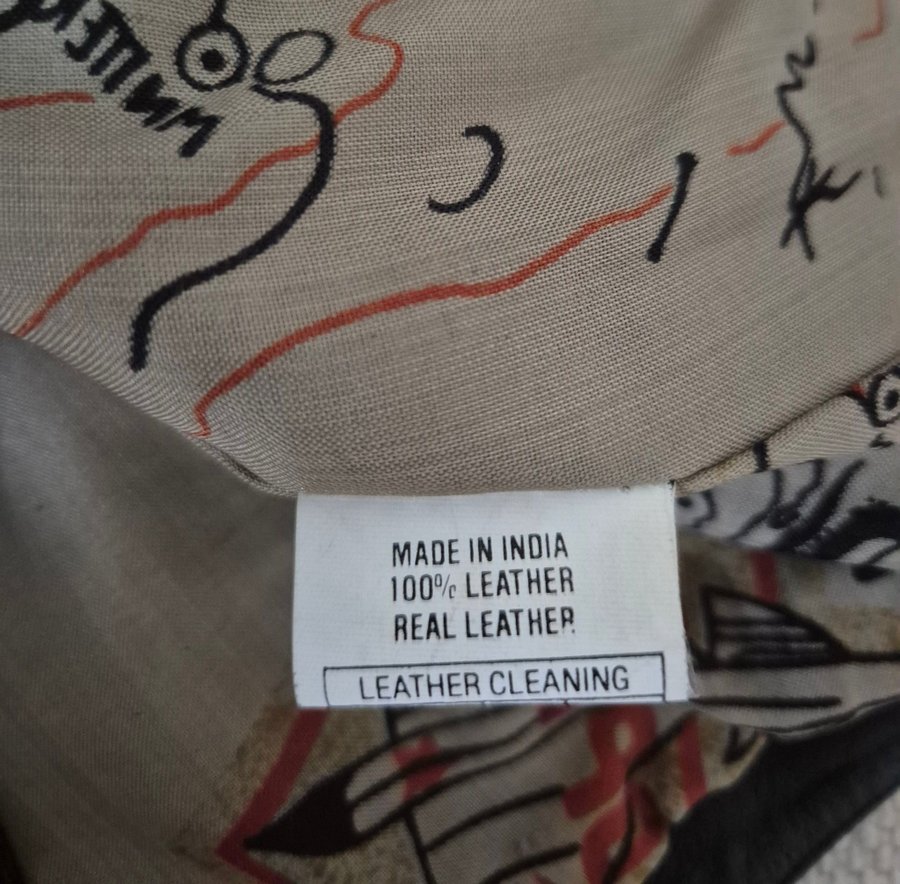 MADE IN INDIA
100% LEATHER
REAL LEATHER
LEATHER CLEANING